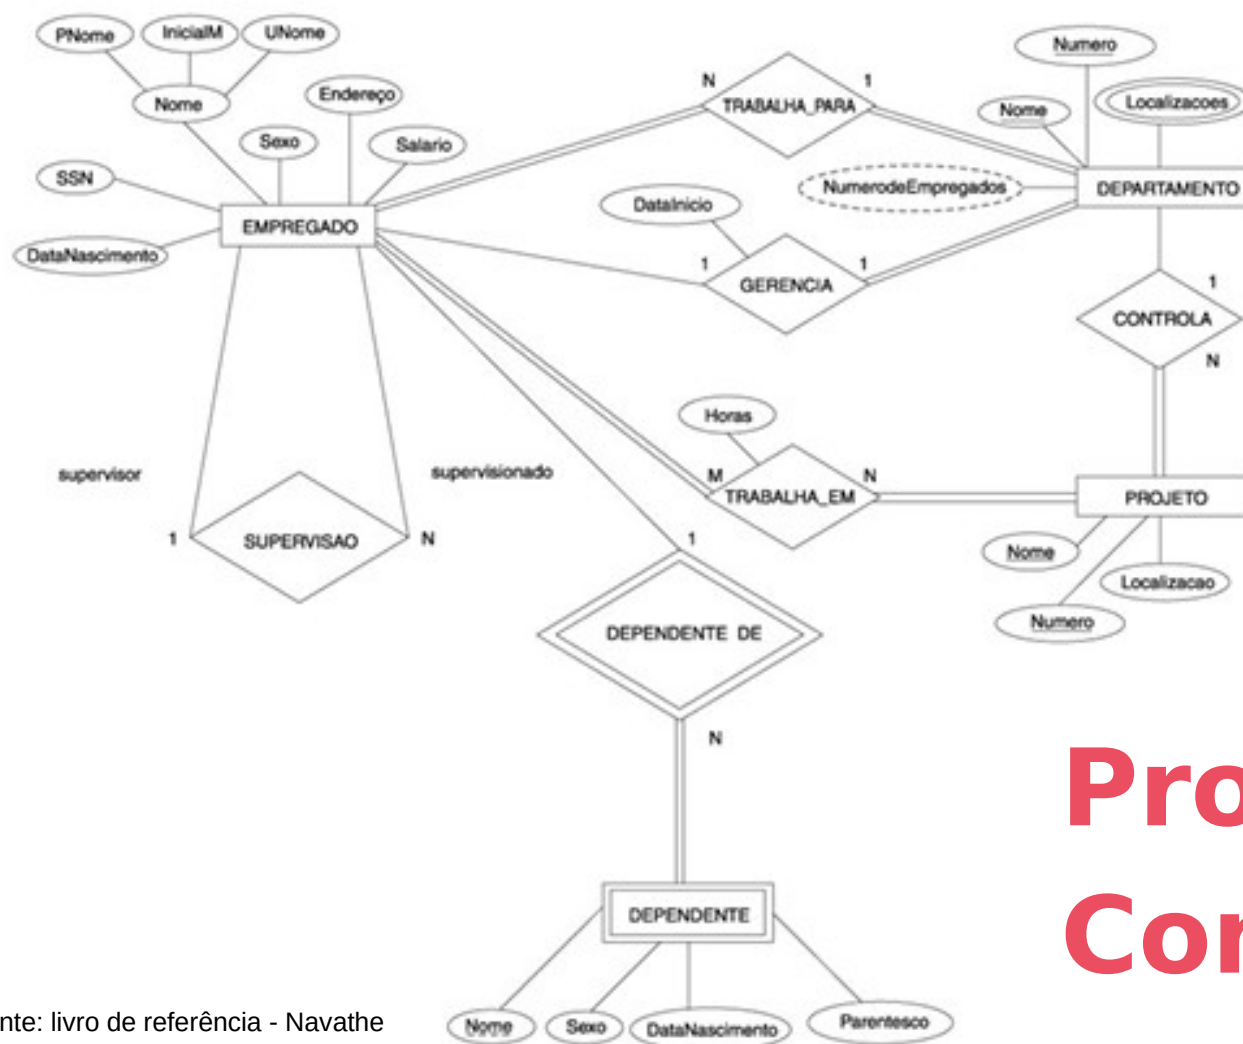 PNome
InicialM
UNome
Nome
Endereço
Sexo
Salario
SSN
DataNascimento
EMPREGADO
N
TRABALHA_PARA
1
Numero
Nome
Localizacoes
NumerodeEmpregados
DEPARTAMENTO
DataInicio
1
GERENCIA
1
1
CONTROLA
N
Horas
M
TRABALHA_EM
N
PROJETO
Nome
Localizacao
Numero
supervisor
supervisionado
1
SUPERVISAO
N
1
DEPENDENTE DE
N
DEPENDENTE
Nome
Sexo
DataNascimento
Parentesco
Pro
Cor
nte: livro de referência - Navathe